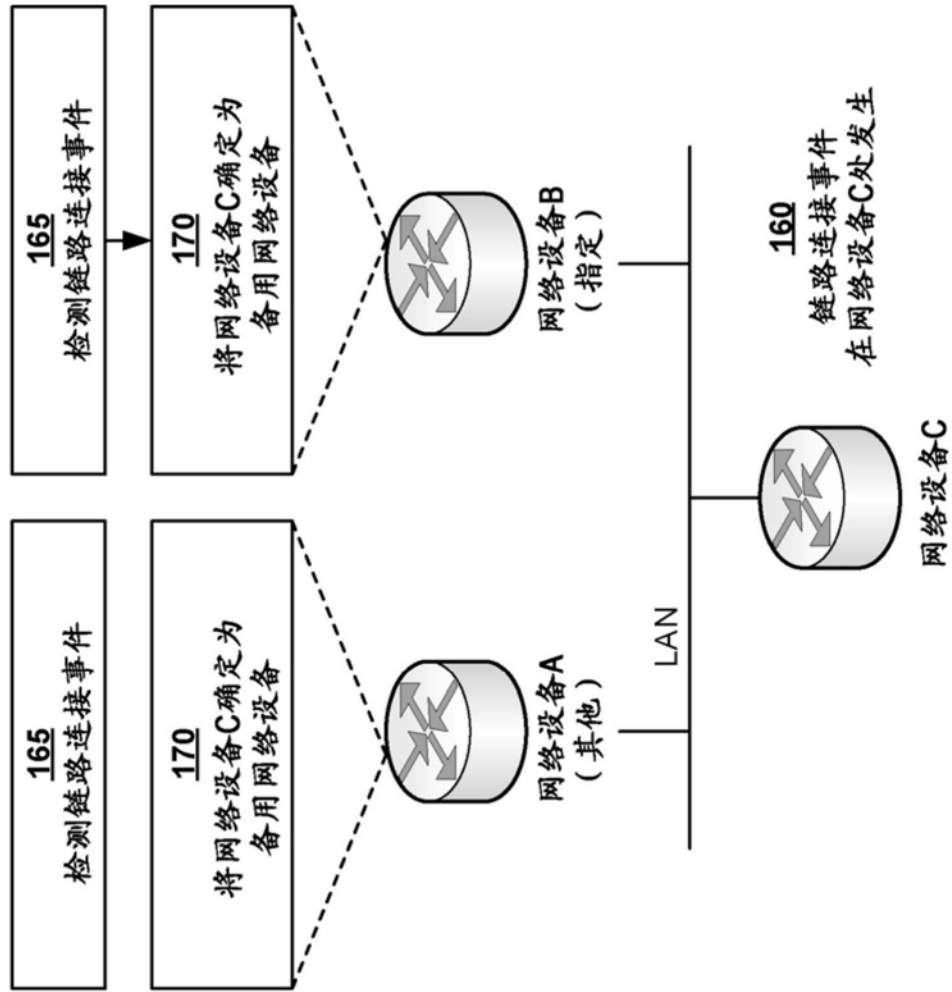 165
检测链路连接事件
170
将网络设备C确定为
备用网络设备
网络设备A
（其他）
165
检测链路连接事件
170
将网络设备C确定为
备用网络设备
网络设备B
（指定）
LAN
网络设备C
160
链路连接事件
在网络设备C处发生